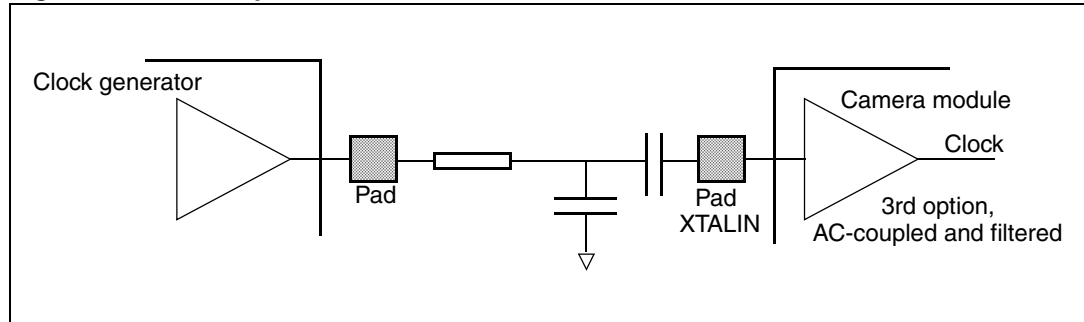 Clock generator
Pad
Pad
XTALIN
Camera module
Clock
3rd option,
AC-coupled and filtered